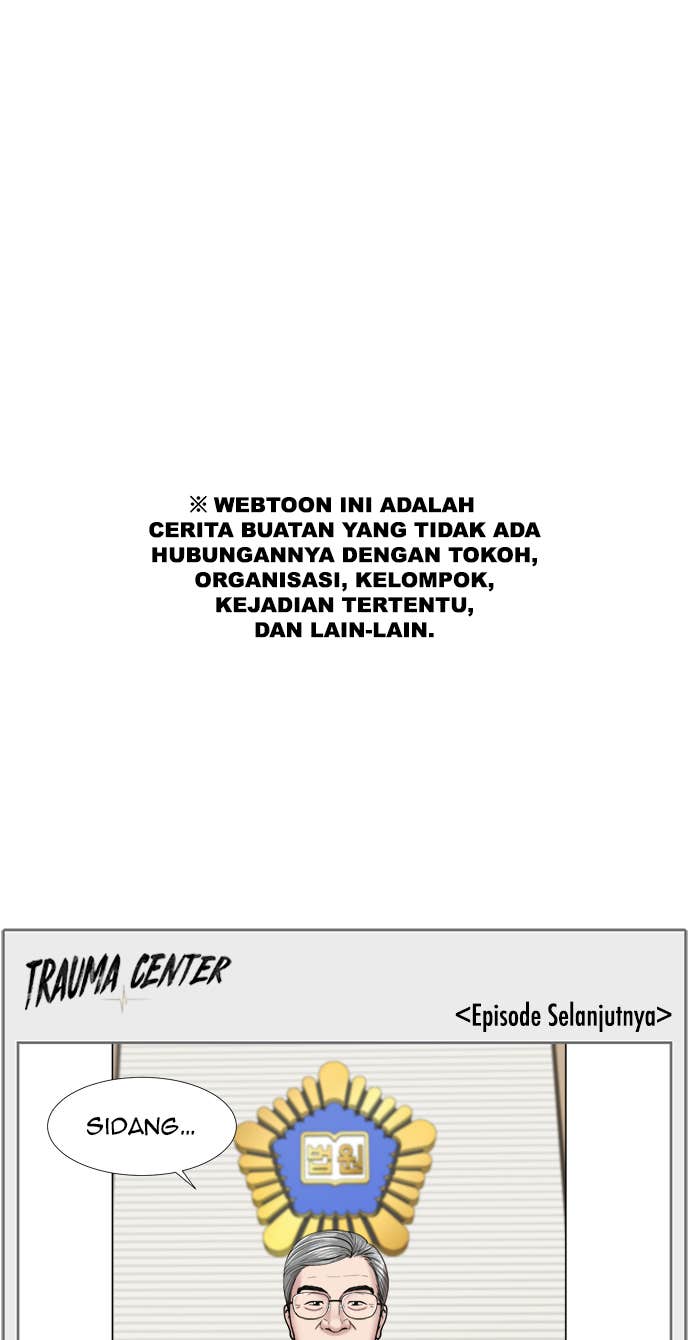 ※ WEBTOON INI ADALAH
CERITA BUATAN YANG TIDAK ADA
HUBUNGANNYA DENGAN TOKOH,
ORGANISASI, KELOMPOK,
KEJADIAN TERTENTU,
DAN LAIN-LAIN.
TRAUMA CENTER
<Episode Selanjutnya>
SIDANG...
법원